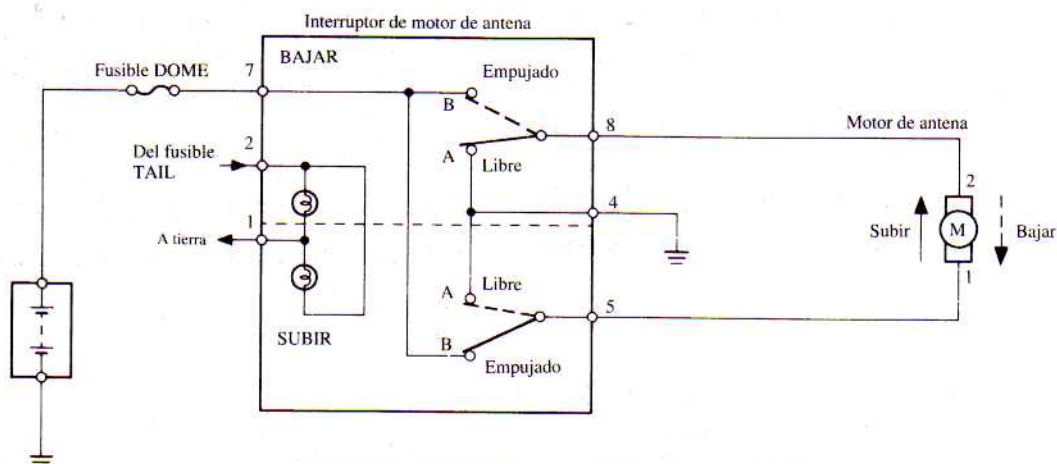 Interruptor de motor de antena
BAJAR
Fusible DOME
7
Empujado
B
8
Motor de antena
Del fusible
TAIL
2
A
Libre
2
4
1
A tierra
Subir
M
Bajar
1
A
Libre
5
SUBIR
B
Empujado